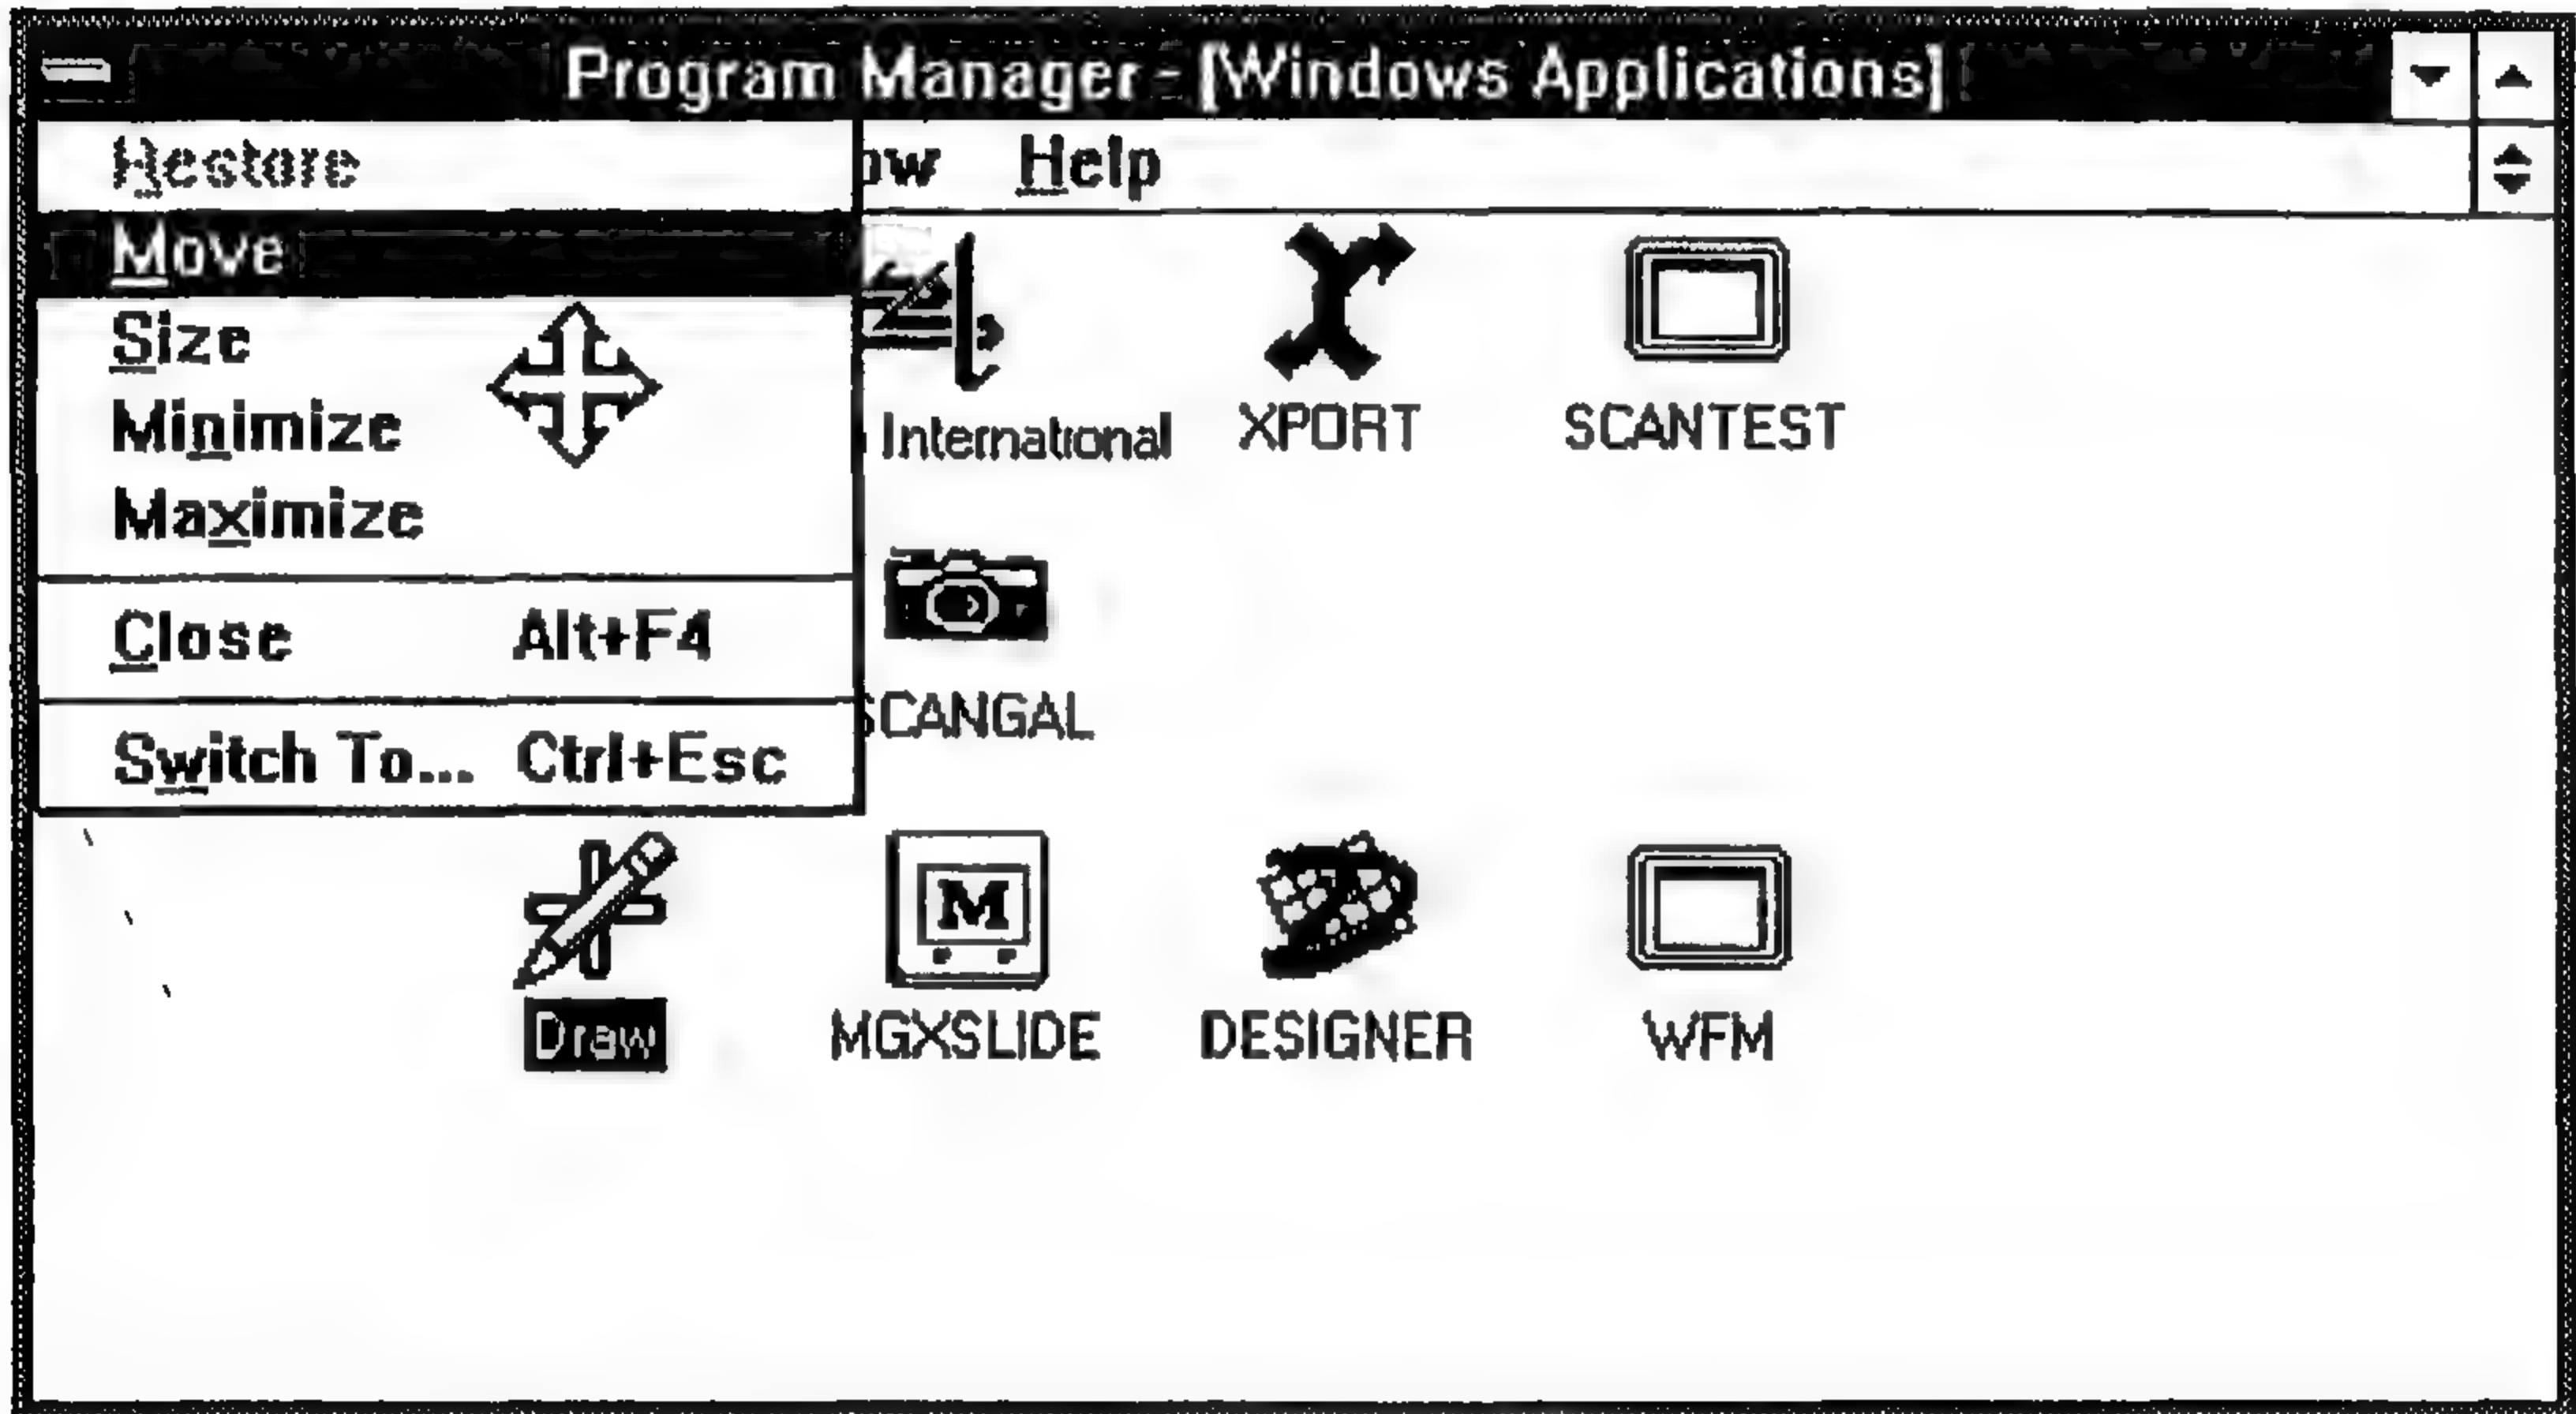 Program Manager - [Windows Applications]
Restore
ow Help
Move
Size
Minimize
Maximize
Close Alt+F4
Switch To... Ctrl+Esc
International
XPORT
SCANTEST
SCANGAL
Draw
M
MGXSLIDE
DESIGNER
WFM